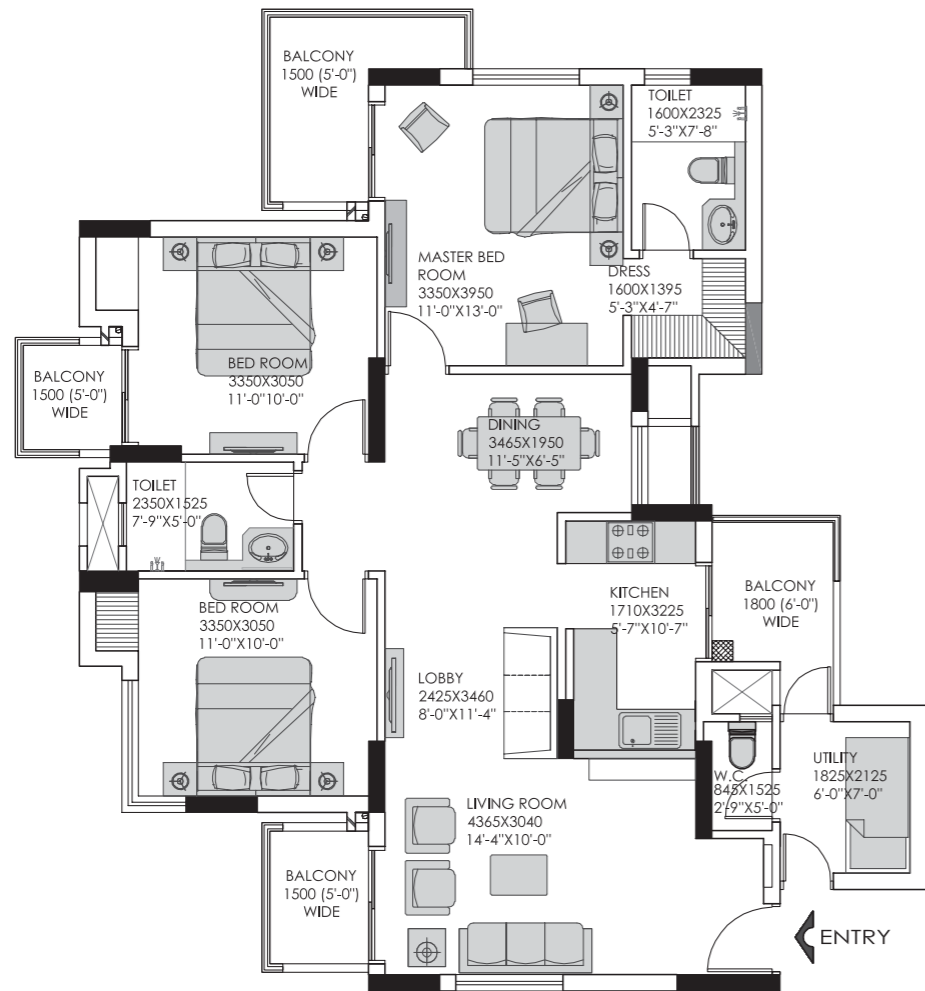 BALCONY
1500 (5'-0")
WIDE
TOILET
1600X2325
5'-3"X7'-8"
MASTER BED
ROOM
3350X3950
11'-0"X13'-0"
DRESS
1600X1395
5'-3"X4'-7"
BED ROOM
3350X3050
11'-0"10'-0"
BALCONY
1500 (5'-0")
WIDE
DINING
3465X1950
11'-5"X6'-5"
TOILET
2350X1525
7'-9"X5'-0"
KITCHEN
1710X3225
5'-7"X10'-7"
BALCONY
1800 (6'-0")
WIDE
BED ROOM
3350X3050
11'-0"X10'-0"
LOBBY
2425X3460
8'-0"X11'-4"
W.C.
845X1525
2'-9"X5'-0"
UTILITY
1825X2125
6'-0"X7'-0"
LIVING ROOM
4365X3040
14'-4"X10'-0"
BALCONY
1500 (5'-0")
WIDE
ENTRY